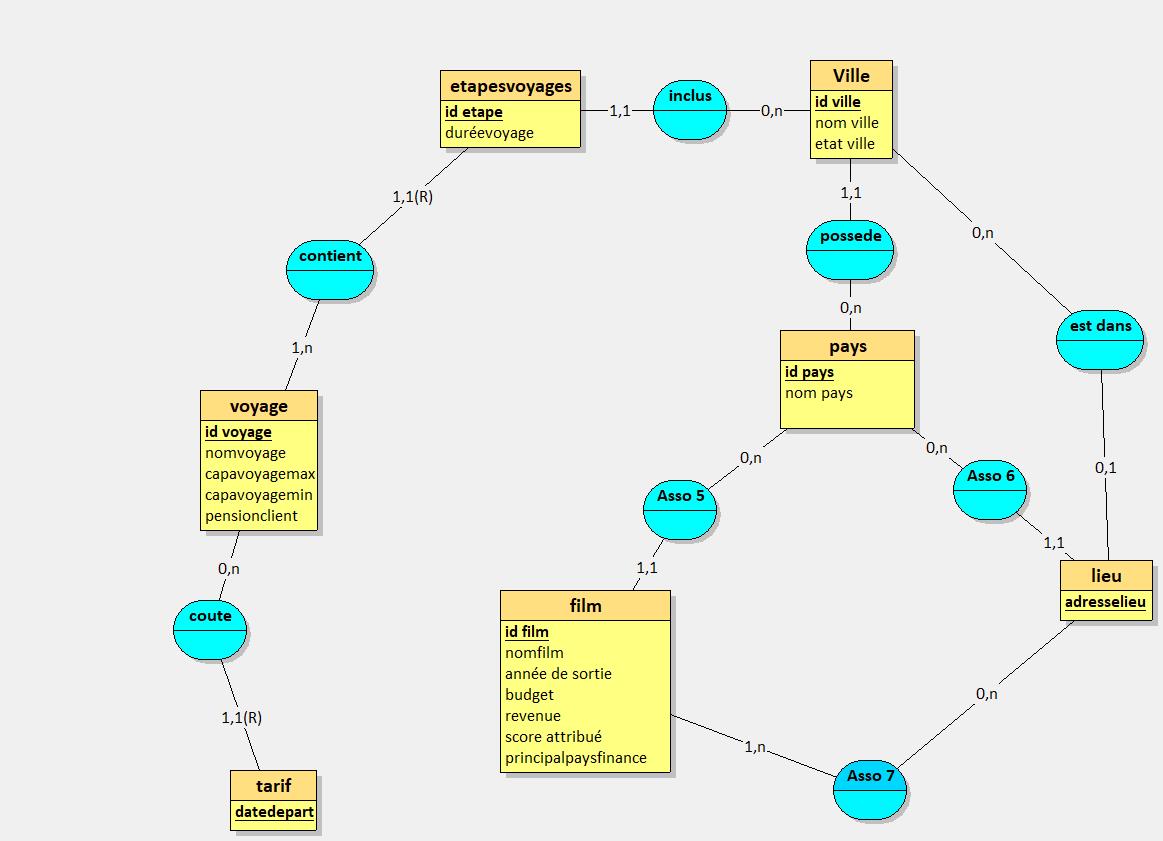 etapesvoyages
id etape
duréevoyage
1,1
inclus
0,n
Ville
id ville
nom ville
etat ville
1,1(R)
contient
1,n
1,1
possede
0,n
0,n
est dans
0,1
voyage
id voyage
nomvoyage
capavoyagemax
capavoyagemin
pensionclient
pays
id pays
nom pays
0,n
Asso 5
1,1
0,n
Asso 6
1,1
0,n
coute
1,1(R)
tarif
datedepart
film
id film
nomfilm
année de sortie
budget
revenue
score attribué
principalpaysfinance
lieu
adresselieu
1,n
Asso 7
0,n